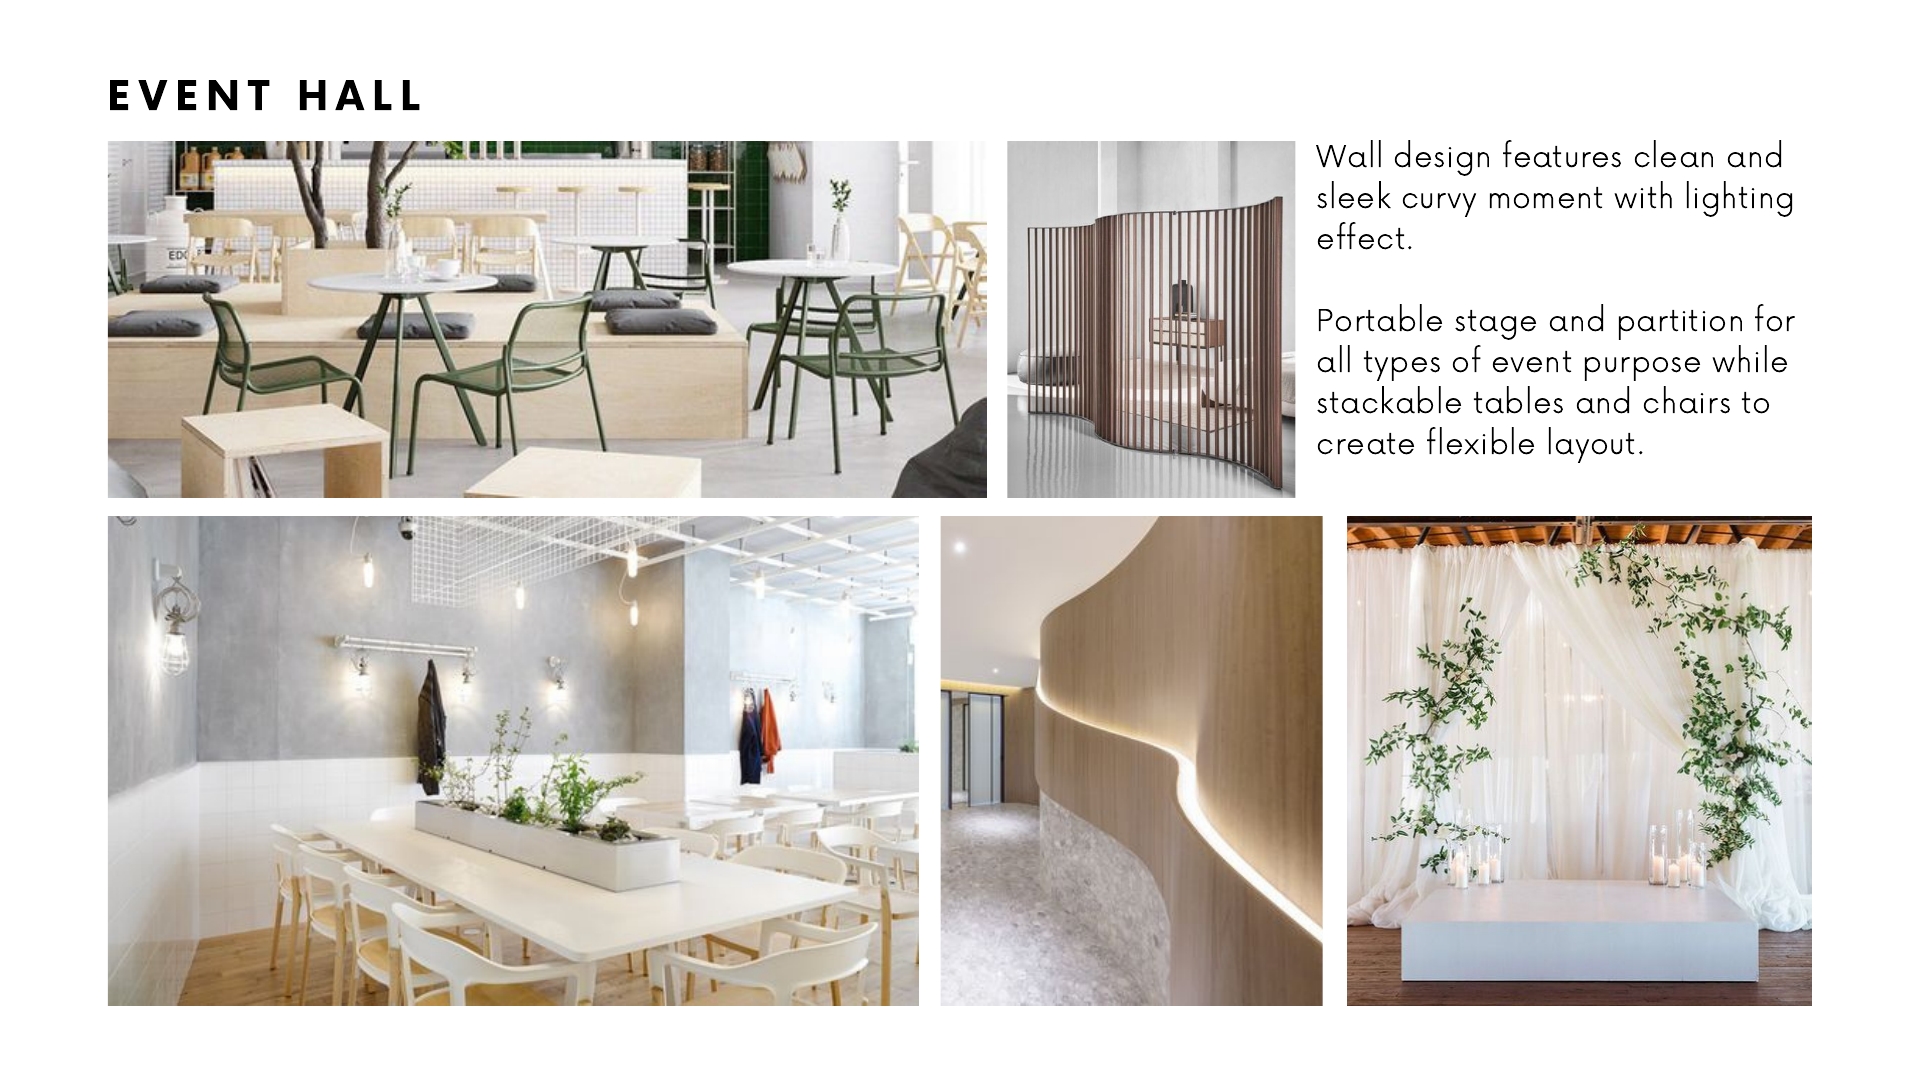 EVENT HALL
Wall design features clean and
sleek curvy moment with lighting
effect.
Portable stage and partition for
all types of event purpose while
stackable tables and chairs to
create flexible layout.